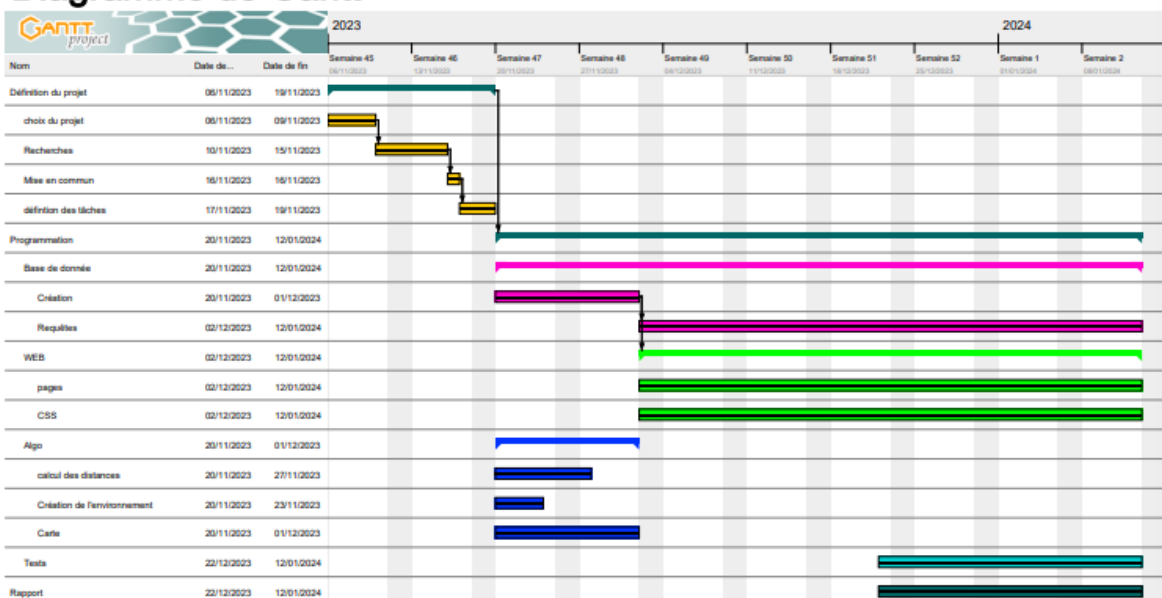 2023 2024
GANTT project
Semaine 45 Semaine 46 Semaine 47 Semaine 48 Semaine 49 Semaine 50 Semaine 51 Semaine 52 Semaine 1 Semaine 2
Nom Date de... Date de fin 06/11/2023 13/11/2023 20/11/2023 27/11/2023 04/12/2023 11/12/2023 18/12/2023 25/12/2023 01/01/2024 08/01/2024
Définition du projet 06/11/2023 19/11/2023
choix du projet 06/11/2023 09/11/2023
Recherches 10/11/2023 15/11/2023
Mise en commun 16/11/2023 16/11/2023
défintion des tâches 17/11/2023 19/11/2023
Programmation 20/11/2023 12/01/2024
Base de donnée 20/11/2023 12/01/2024
Création 20/11/2023 01/12/2023
Requêtes 02/12/2023 12/01/2024
WEB 02/12/2023 12/01/2024
pages 02/12/2023 12/01/2024
CSS 02/12/2023 12/01/2024
Algo 20/11/2023 01/12/2023
calcul des distances 20/11/2023 27/11/2023
Création de l'environnement 20/11/2023 23/11/2023
Carte 20/11/2023 01/12/2023
Tests 22/12/2023 12/01/2024
Rapport 22/12/2023 12/01/2024